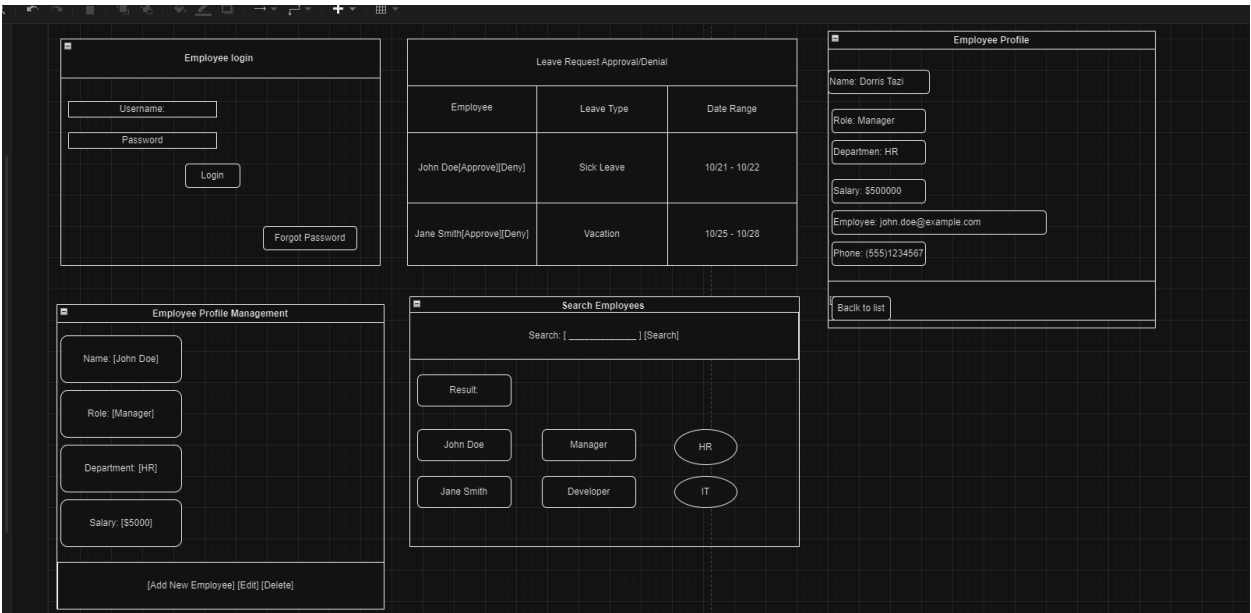 Employee login
Username:
Password
Login
Forgot Password
Leave Request Approval/Denial
Employee Leave Type Date Range
John Doe[Approve][Deny] Sick Leave 10/21 - 10/22
Jane Smith[Approve][Deny] Vacation 10/25 - 10/28
Employee Profile
Name: Dorris Tazi
Role: Manager
Departmen: HR
Salary: $500000
Employee: john.doe@example.com
Phone: (555)1234567
Baclk to list
Employee Profile Management
Name: [John Doe]
Role: [Manager]
Department: [HR]
Salary: [$5000]
[Add New Employee] [Edit] [Delete]
Search Employees
Search: [ _____________ ] [Search]
Result:
John Doe Manager HR
Jane Smith Developer IT